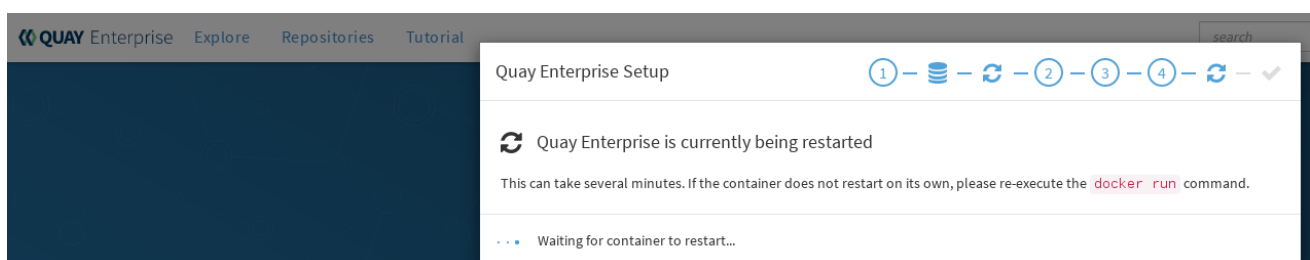 QUAY Enterprise Explore Repositories Tutorial search
Quay Enterprise Setup 1 2 3 4
Quay Enterprise is currently being restarted
This can take several minutes. If the container does not restart on its own, please re-execute the docker run command.
Waiting for container to restart...